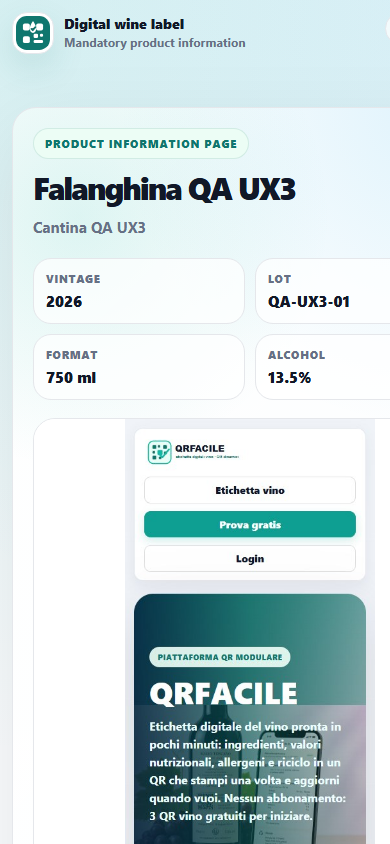 Digital wine label
Mandatory product information
PRODUCT INFORMATION PAGE
Falanghina QA UX3
Cantina QA UX3
VINTAGE
2026
LOT
QA-UX3-01
FORMAT
750 ml
ALCOHOL
13.5%
QRFACILE
Etichetta vino
Prova gratis
Login
PIATTAFORMA QR MODULARE
QRFACILE
Etichetta digitale del vino pronta in
pochi minuti: ingredienti, valori
nutrizionali, allergeni e riciclo in un
QR che stampi una volta e aggiorni
quando vuoi. Nessun abbonamento:
3 QR vino gratuiti per iniziare.